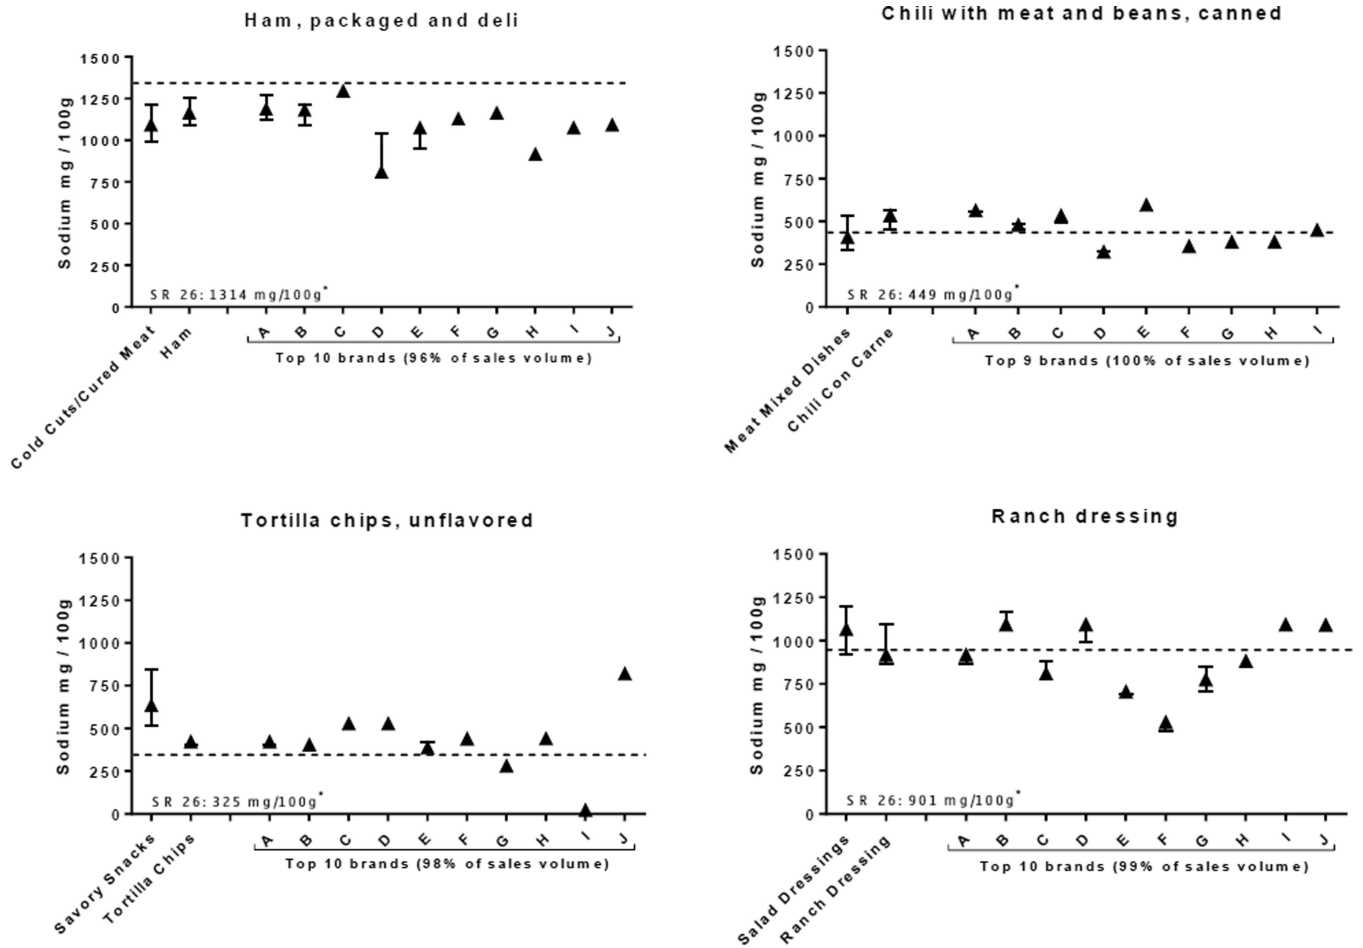 Ham, packaged and deli
1500
1250
1000
750
500
250
0
Sodium mg / 100g
SR 26: 1314 mg/100g*
Cold Cuts/Cured Meat
Ham
A B C D E F G H I J
Top 10 brands (96% of sales volume)
Chili with meat and beans, canned
1500
1250
1000
750
500
250
0
Sodium mg / 100g
SR 26: 449 mg/100g*
Meat Mixed Dishes
Chili Con Carne
A B C D E F G H I
Top 9 brands (100% of sales volume)
Tortilla chips, unflavored
1500
1250
1000
750
500
250
0
Sodium mg / 100g
SR 26: 325 mg/100g*
Savory Snacks
Tortilla Chips
A B C D E F G H I J
Top 10 brands (98% of sales volume)
Ranch dressing
1500
1250
1000
750
500
250
0
Sodium mg / 100g
SR 26: 901 mg/100g*
Salad Dressings
Ranch Dressing
A B C D E F G H I J
Top 10 brands (99% of sales volume)